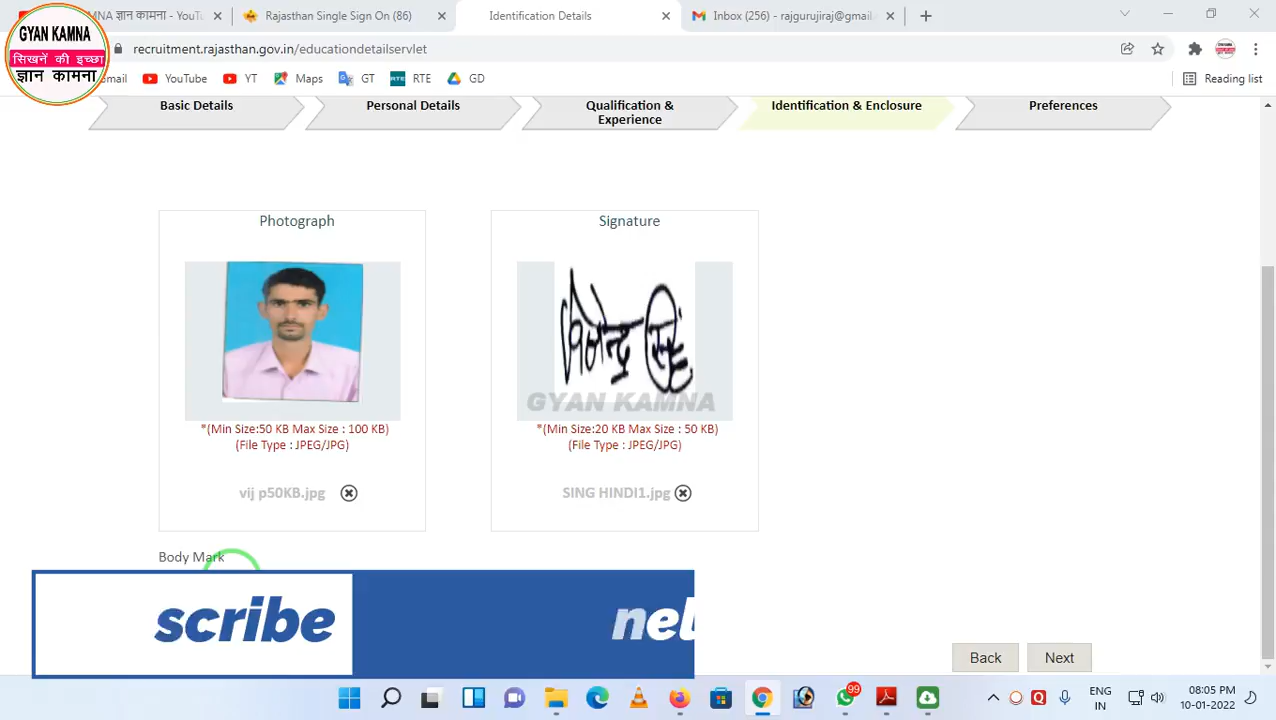 GYAN KAMNA
सिखनें की इच्छा
ज्ञान कामना
MNA ज्ञान कामना - YouTu
Rajasthan Single Sign On (86)
Identification Details
Inbox (256) - rajgurujiraj@gmail
recruitment.rajasthan.gov.in/educationdetailservlet
mail
YouTube
YT
Maps
GT
RTE
RTE
GD
Reading list
Basic Details
Personal Details
Qualification &
Experience
Identification & Enclosure
Preferences
Photograph
Signature
विजेन्द्र सिंह
GYAN KAMNA
*(Min Size:50 KB Max Size : 100 KB)
(File Type : JPEG/JPG)
*(Min Size:20 KB Max Size : 50 KB)
(File Type : JPEG/JPG)
vij p50KB.jpg
SING HINDI1.jpg
Body Mark
scribe
nel
Back
Next
99
ENG
IN
08:05 PM
10-01-2022